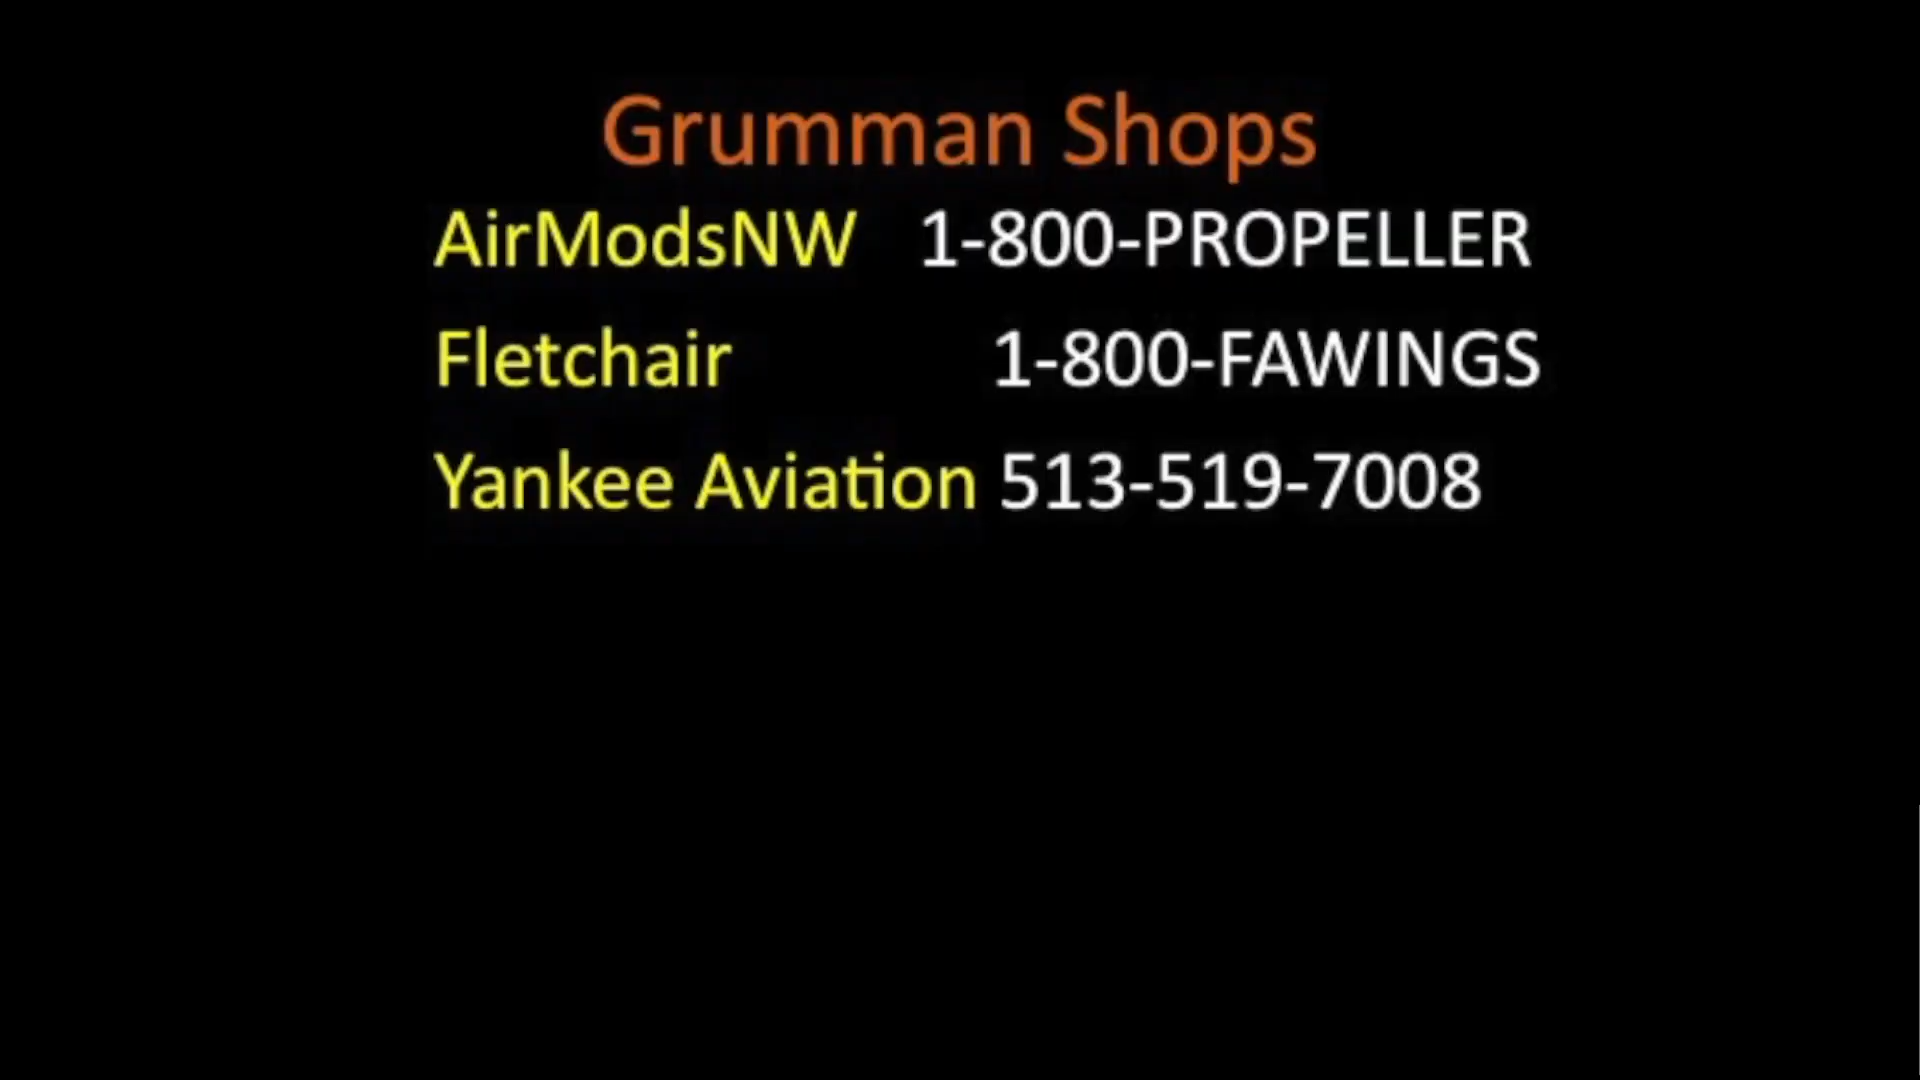 Grumman Shops
AirModsNW 1-800-PROPELLER
Fletchair 1-800-FAWINGS
Yankee Aviation 513-519-7008